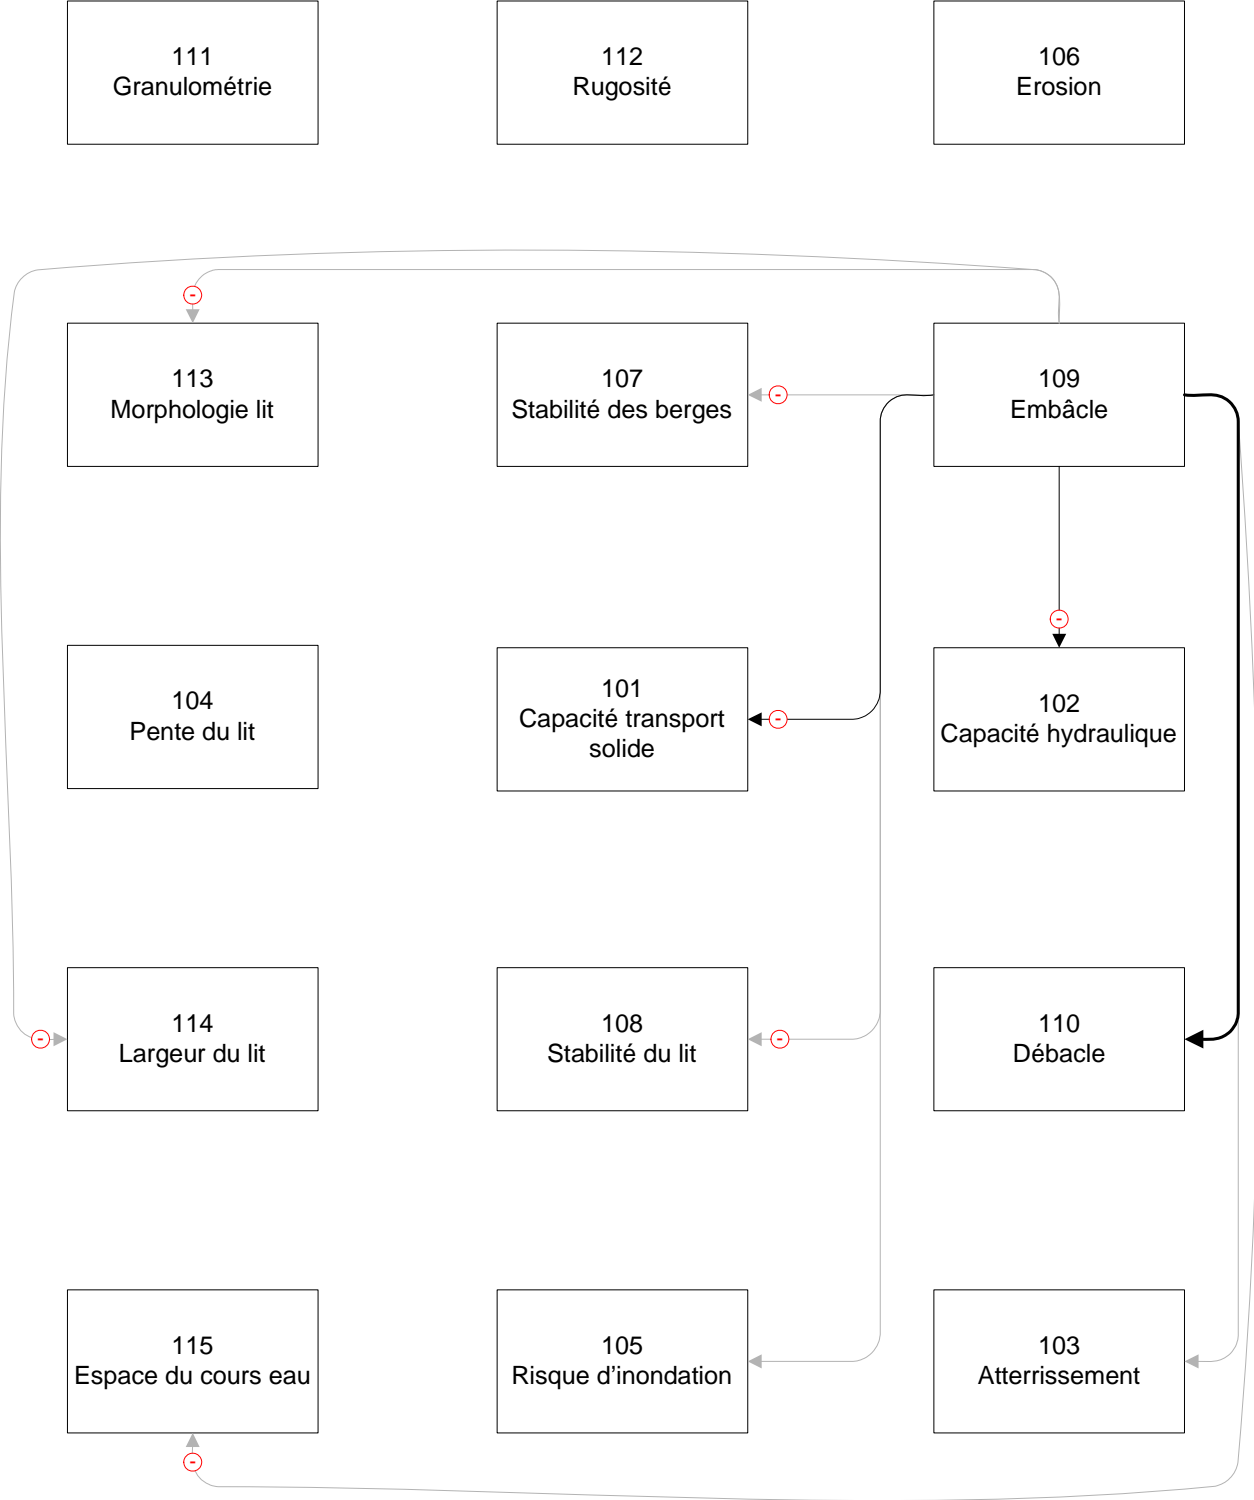 111
Granulométrie
112
Rugosité
106
Erosion
-
113
Morphologie lit
107
Stabilité des berges
-
109
Embâcle
-
104
Pente du lit
101
Capacité transport
solide
-
102
Capacité hydraulique
-
114
Largeur du lit
108
Stabilité du lit
-
110
Débacle
115
Espace du cours eau
105
Risque d'inondation
103
Atterrissement
-